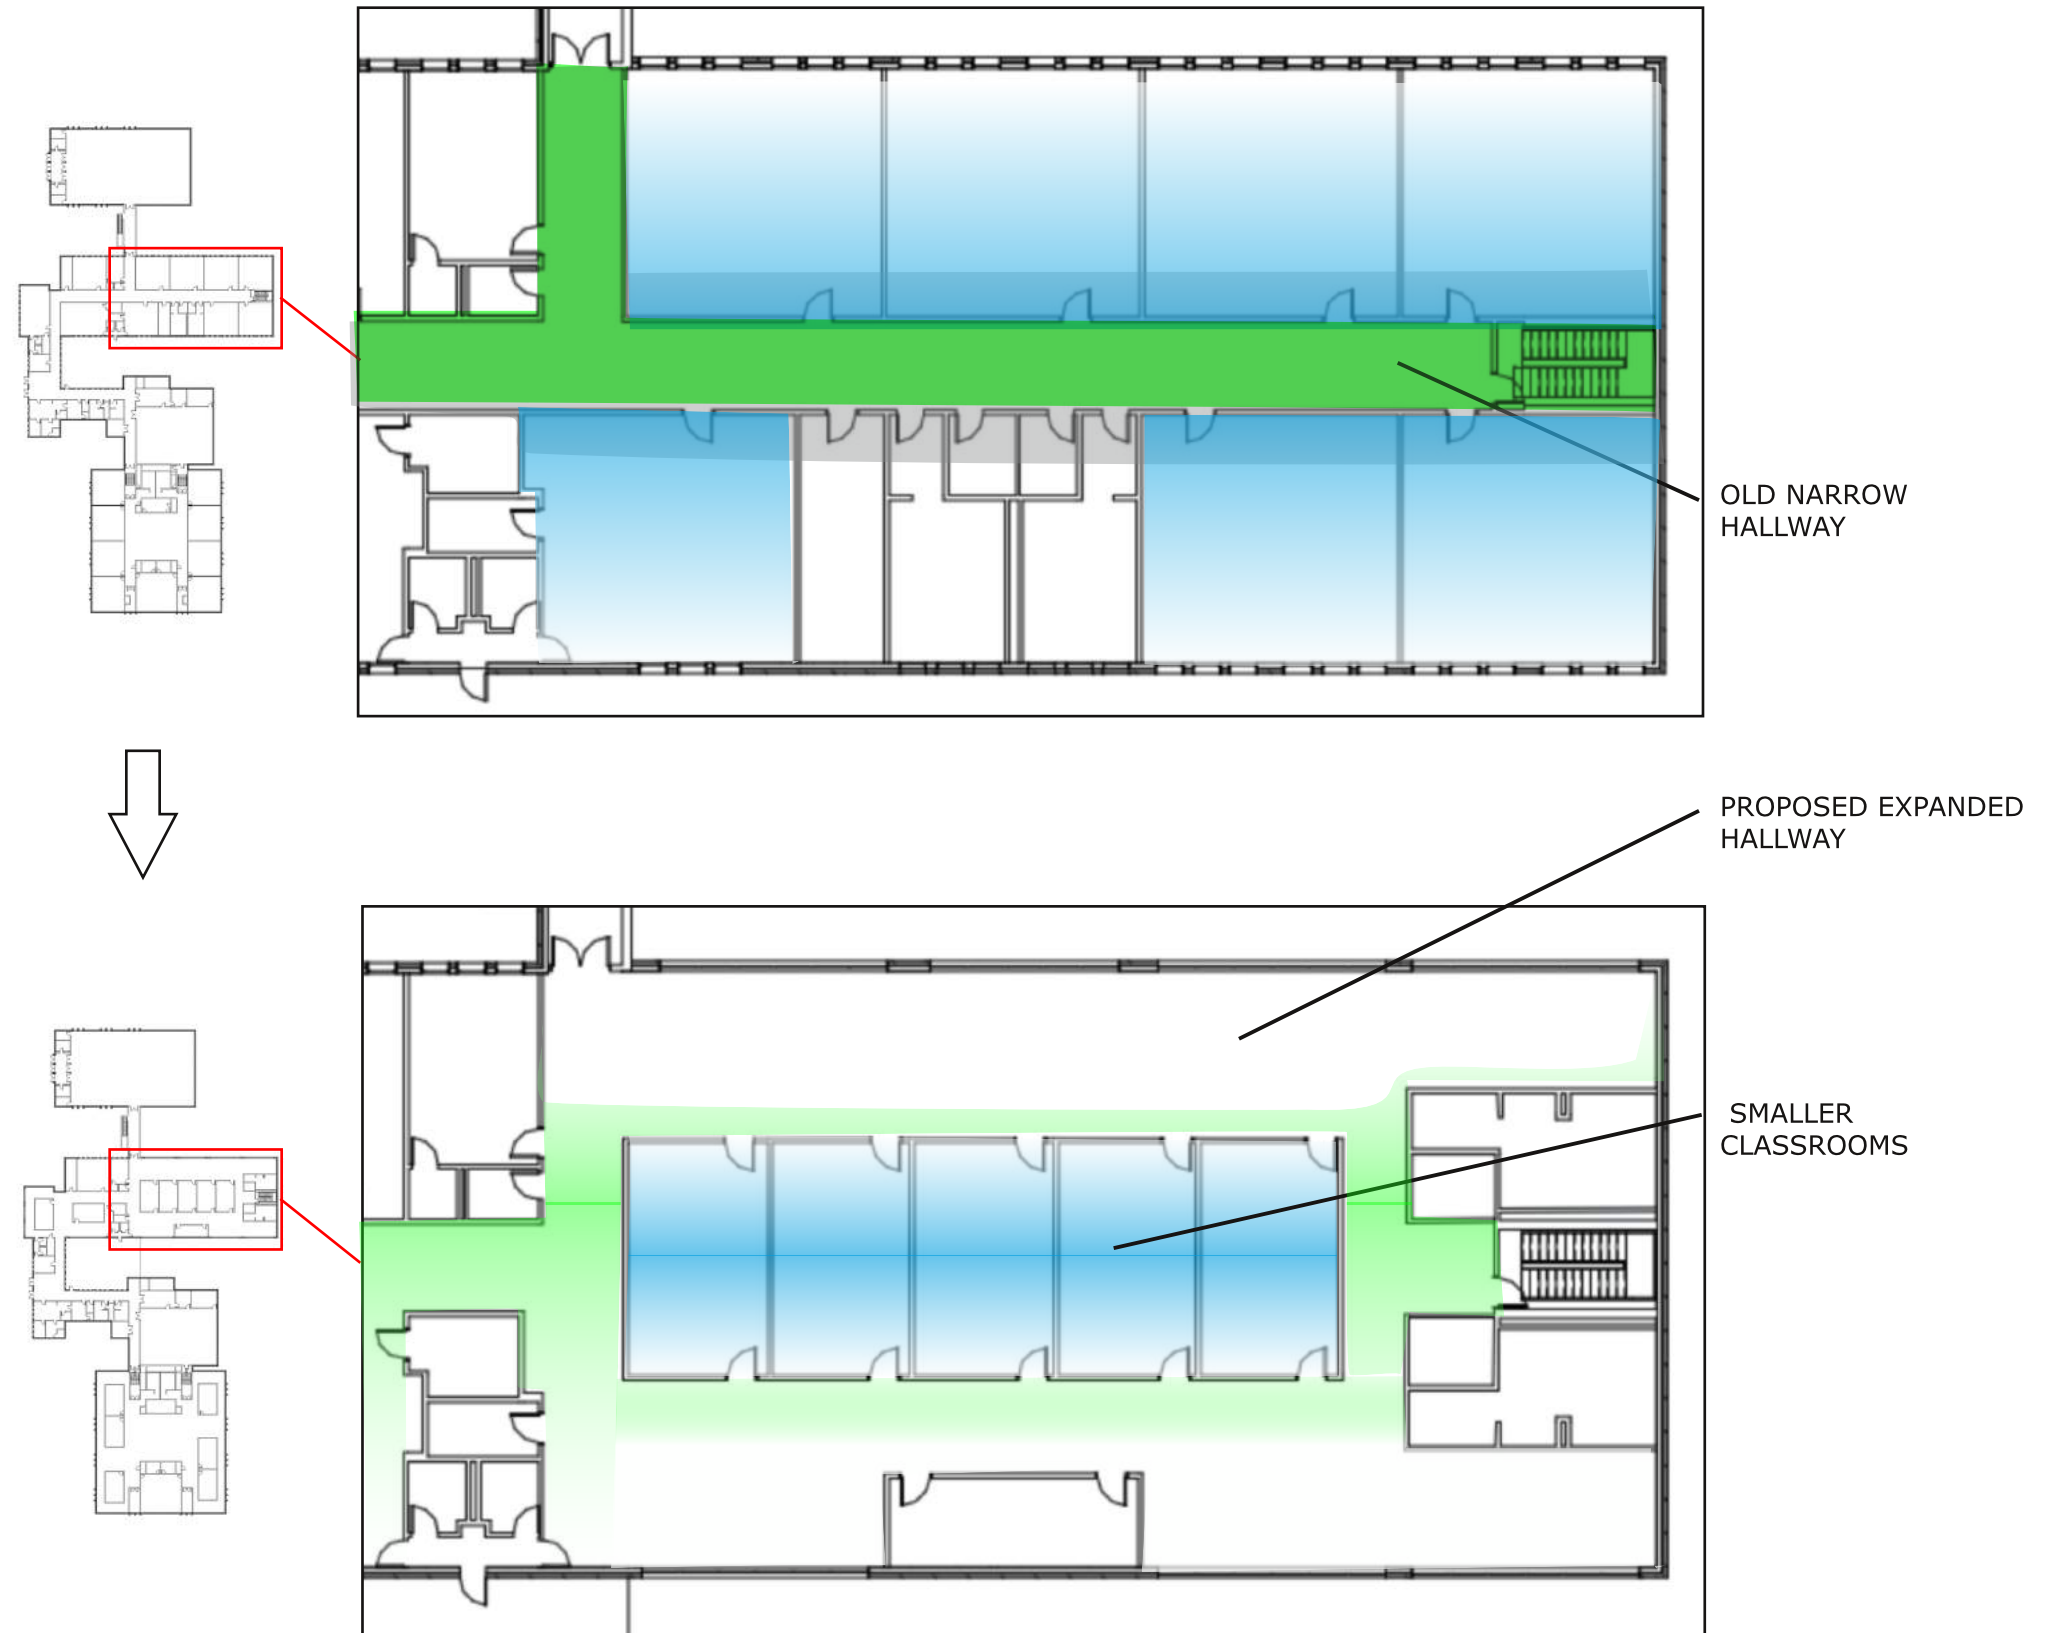 OLD NARROW
HALLWAY
PROPOSED EXPANDED
HALLWAY
SMALLER
CLASSROOMS